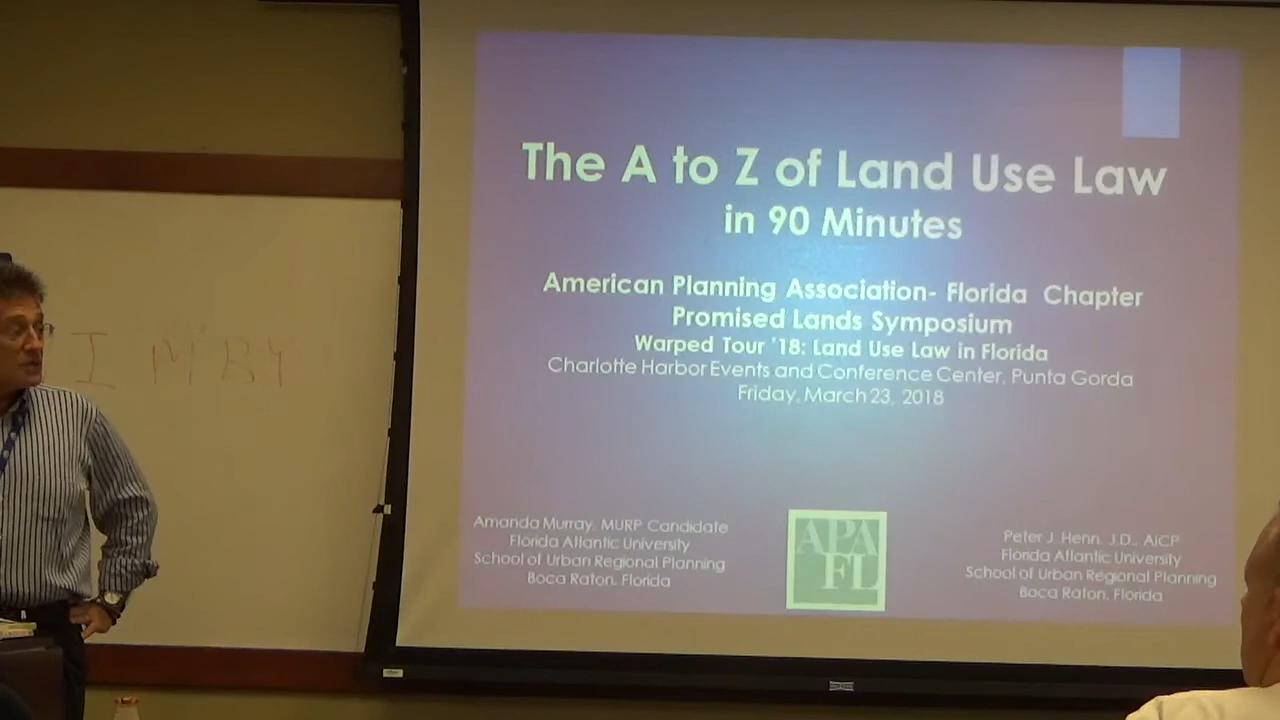 I M BY
The A to Z of Land Use Law
in 90 Minutes
American Planning Association- Florida Chapter
Promised Lands Symposium
Warped Tour '18: Land Use Law in Florida
Charlotte Harbor Events and Conference Center, Punta Gorda
Friday, March 23, 2018
Amanda Murray, MURP Candidate
Florida Atlantic University
School of Urban Regional Planning
Boca Raton, Florida
APA
FL
Peter J. Henn, J.D., AICP
Florida Atlantic University
School of Urban Regional Planning
Boca Raton, Florida